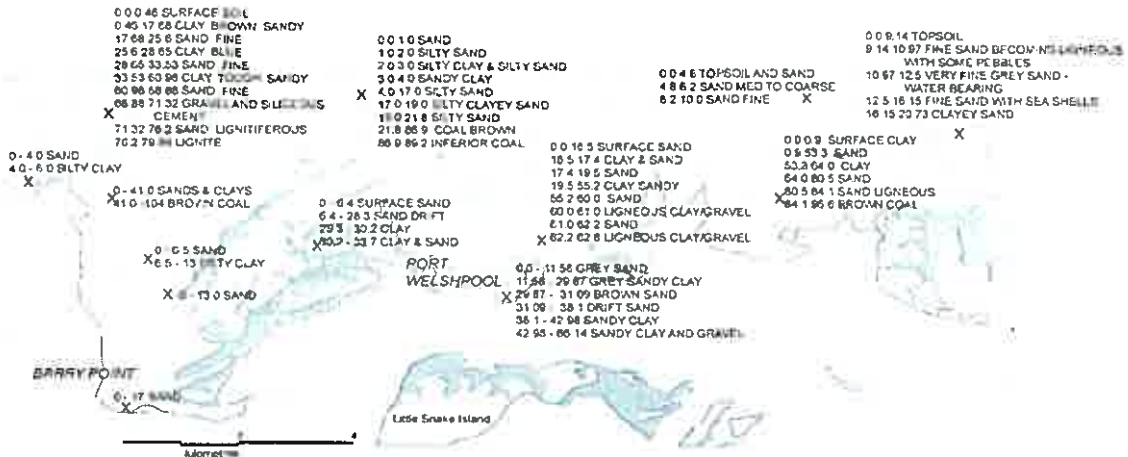 0 0 0 46 SURFACE SOIL
0 45 17 68 CLAY BROWN SANDY
17 68 25 6 SAND FINE
25 6 28 65 CLAY BLUE
28 65 33 53 SAND FINE
33 53 60 96 CLAY TOUGH SANDY
60 96 68 88 SAND FINE
68 88 71 32 GRAVEL AND SILICEOUS
CEMENT
71 32 76 2 SAND LIGNITIFEROUS
76 2 79 LIGNITE
0 0 1 0 SAND
1 0 2 0 SILTY SAND
2 0 3 0 SILTY CLAY & SILTY SAND
3 0 4 0 SANDY CLAY
4 0 17 0 SILTY SAND
17 0 19 0 SILTY CLAYEY SAND
19 0 21 8 SILTY SAND
21.8 86 9 COAL BROWN
86 9 89 2 INFERIOR COAL
0 0 4 8 TOPSOIL AND SAND
4 8 6 2 SAND MED TO COARSE
6 2 10 0 SAND FINE
0 0 9 14 TOPSOIL
9 14 10 97 FINE SAND BECOMING LIGNEOUS
WITH SOME PEBBLES
10 97 12 5 VERY FINE GREY SAND -
WATER BEARING
12 5 16 15 FINE SAND WITH SEA SHELLS
16 15 20 73 CLAYEY SAND
0 - 4 0 SAND
4 0 - 6 0 SILTY CLAY
0 - 41 0 SANDS & CLAYS
41 0 - 104 BROWN COAL
0 - 6 4 SURFACE SAND
6 4 - 28 3 SAND DRIFT
- 30.2 CLAY
30.2 - 33.7 CLAY & SAND
0 0 16 5 SURFACE SAND
16 5 17 4 CLAY & SAND
17 4 19 5 SAND
19 5 55 2 CLAY SANDY
55 2 60 0 SAND
60 0 61 0 LIGNEOUS CLAY/GRAVEL
61 0 62 2 SAND
62.2 62 8 LIGNEOUS CLAY/GRAVEL
0 0 0 9 SURFACE CLAY
0 9 53 3 SAND
53 3 64 0 CLAY
64 0 80 5 SAND
80 5 84 1 SAND LIGNEOUS
84 1 95 6 BROWN COAL
0 - 6 5 SAND
6.5 - 13 SILTY CLAY
0 - 13 0 SAND
PORT
WELSHPOOL
0.0 - 11 58 GREY SAND
11 58 - 29 87 GREY SANDY CLAY
29 87 - 31 09 BROWN SAND
31 09 - 38 1 DRIFT SAND
38 1 - 42 98 SANDY CLAY
42 98 - 66 14 SANDY CLAY AND GRAVEL
BARRY POINT
0 - 17 SAND
Little Snake Island
0 4
kilometres